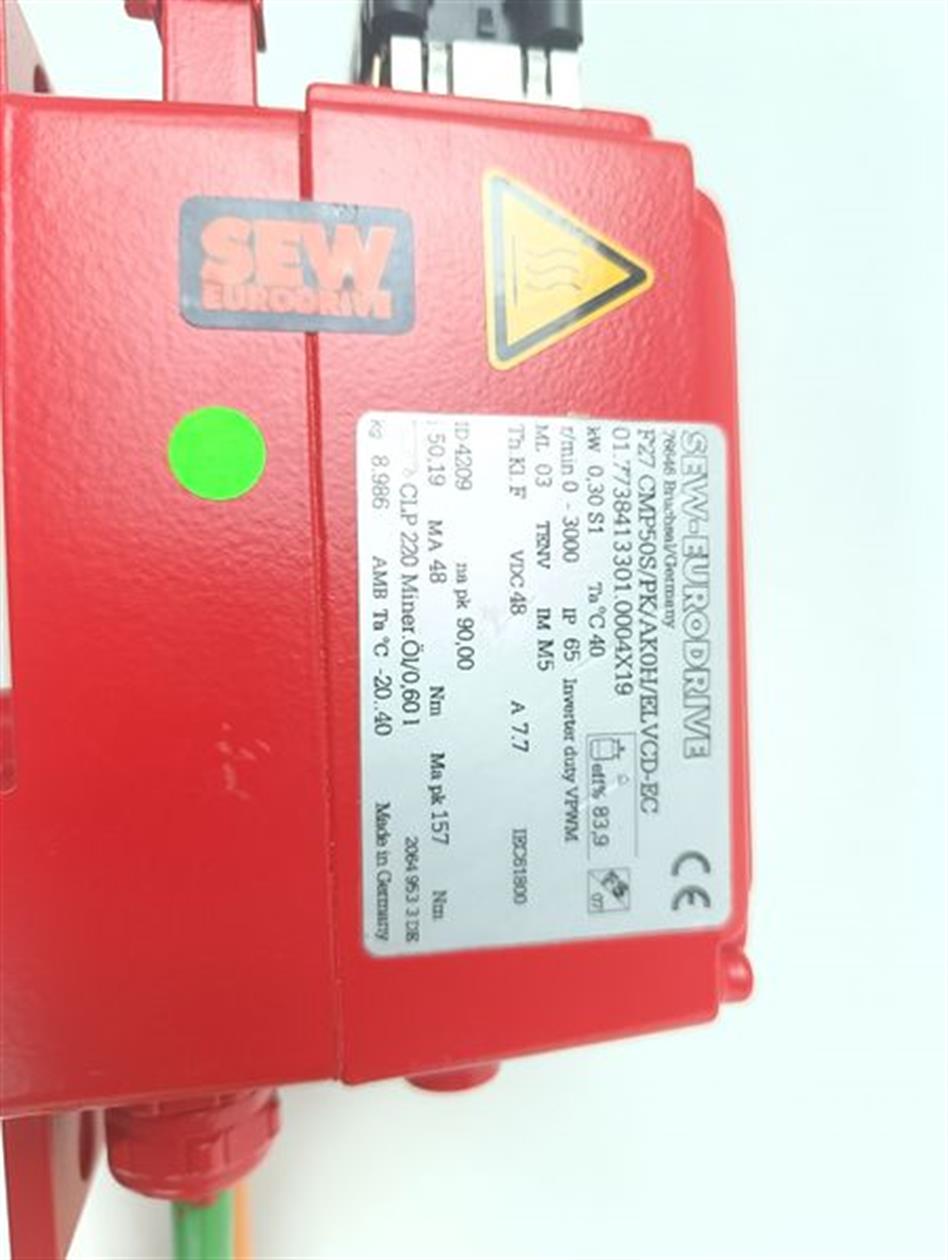 SEW
EURODRIVE
SEW-EURODRIVE
76646 Bruchsal/Germany
CE
F27 CMP50S/PK/AK0H/ELVCD-EC
01.7738413301.0004X19
kW 0,30 S1 Ta °C 40 eff% 83,9
r/min 0 - 3000 IP 65 Inverter duty VPWM
07
ML 03 TENV IM M5
Th.Kl. F VDC 48 A 7.7 IEC61800
ID 4209 na pk 90,00
i 50,19 MA 48 Nm Ma pk 157 Nm
CLP 220 Miner.Öl/0,60 l 2064 953 3 DE
kg 8.986 AMB Ta °C -20..40 Made in Germany